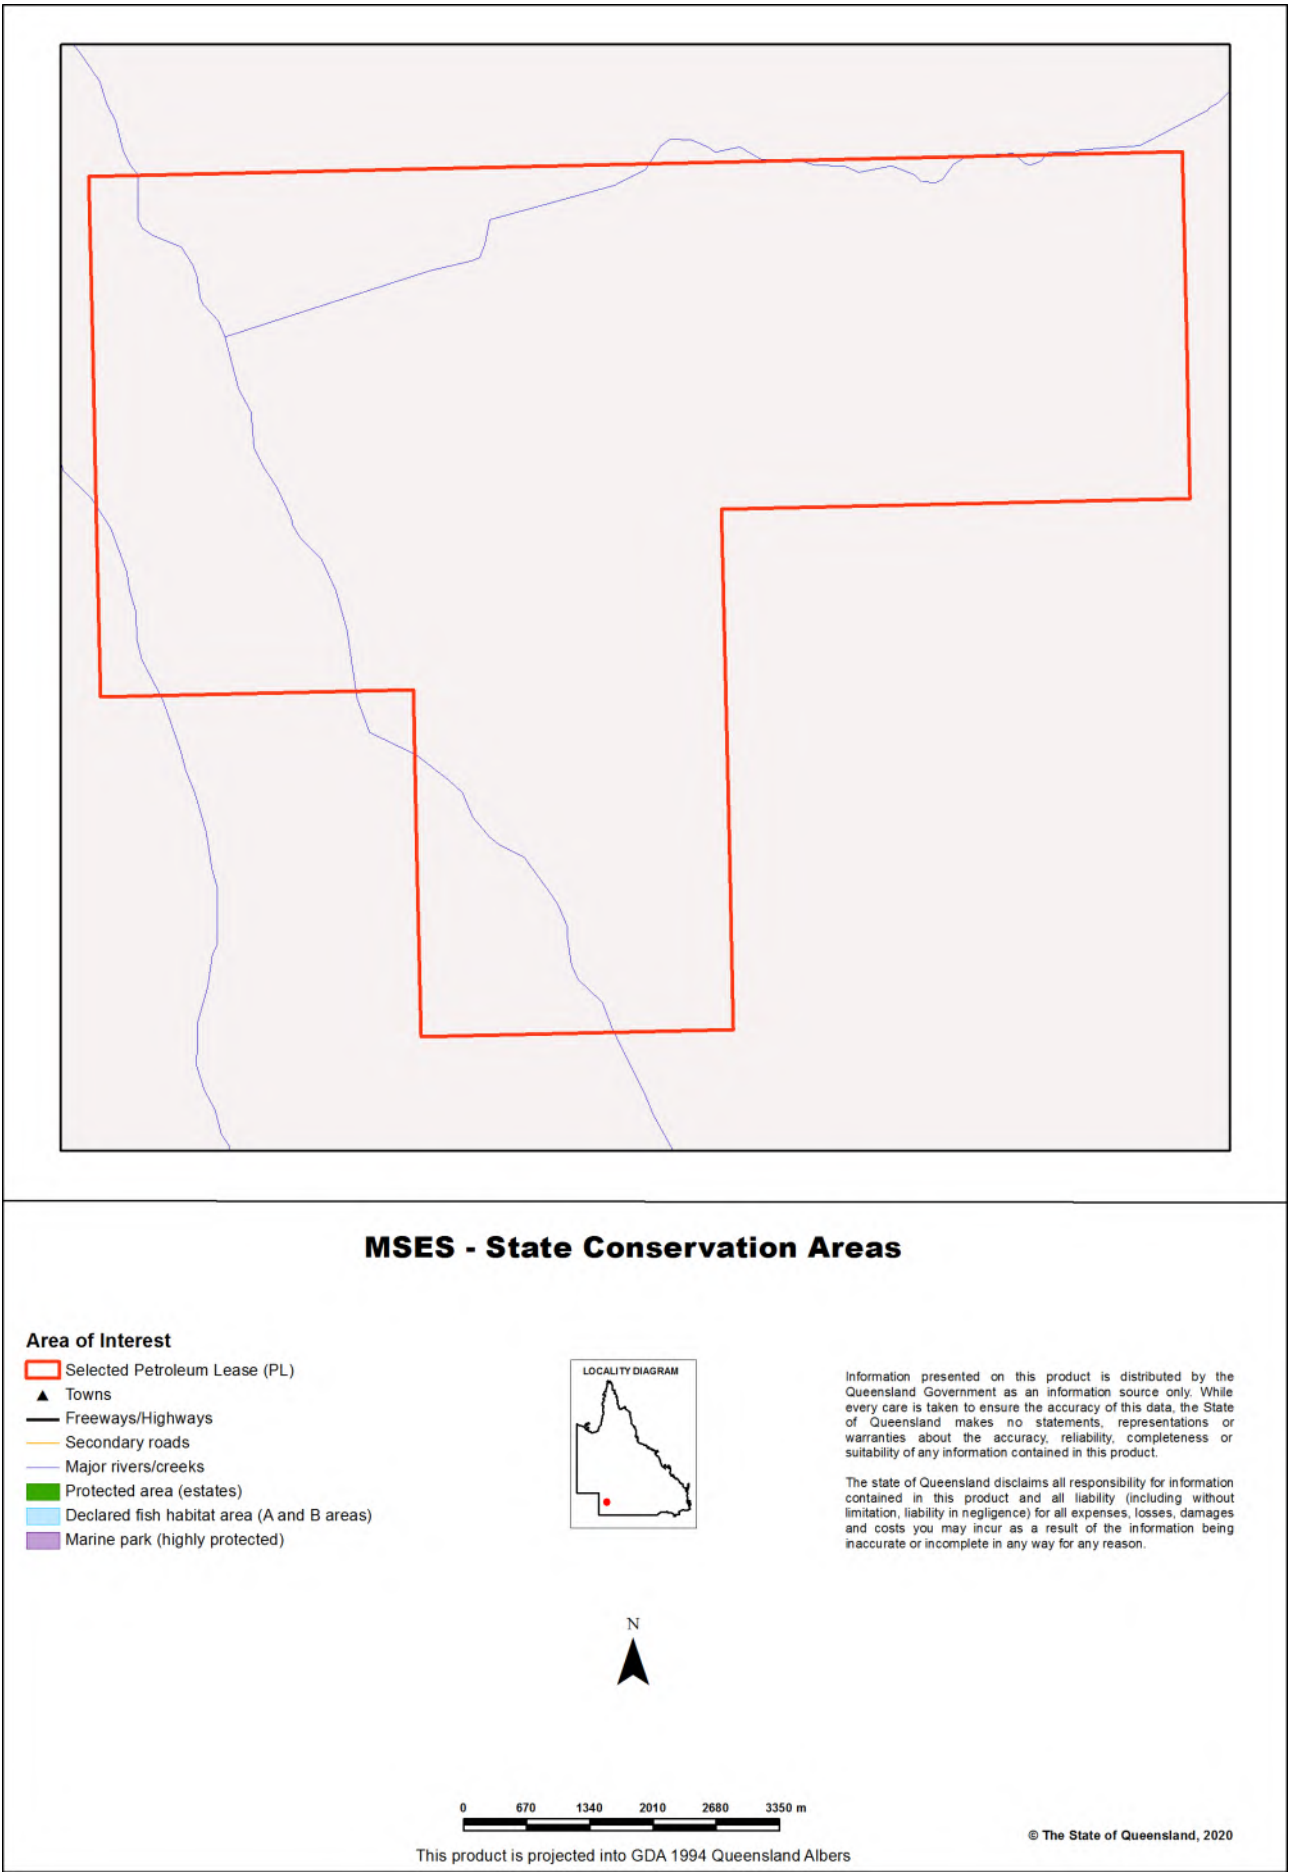 MSES - State Conservation Areas
Area of Interest
Selected Petroleum Lease (PL)
Towns
Freeways/Highways
Secondary roads
Major rivers/creeks
Protected area (estates)
Declared fish habitat area (A and B areas)
Marine park (highly protected)
LOCALITY DIAGRAM
Information presented on this product is distributed by the
Queensland Government as an information source only. While
every care is taken to ensure the accuracy of this data, the State
of Queensland makes no statements, representations or
warranties about the accuracy, reliability, completeness or
suitability of any information contained in this product.
The state of Queensland disclaims all responsibility for information
contained in this product and all liability (including without
limitation, liability in negligence) for all expenses, losses, damages
and costs you may incur as a result of the information being
inaccurate or incomplete in any way for any reason.
N
0 670 1340 2010 2680 3350 m
This product is projected into GDA 1994 Queensland Albers
© The State of Queensland, 2020